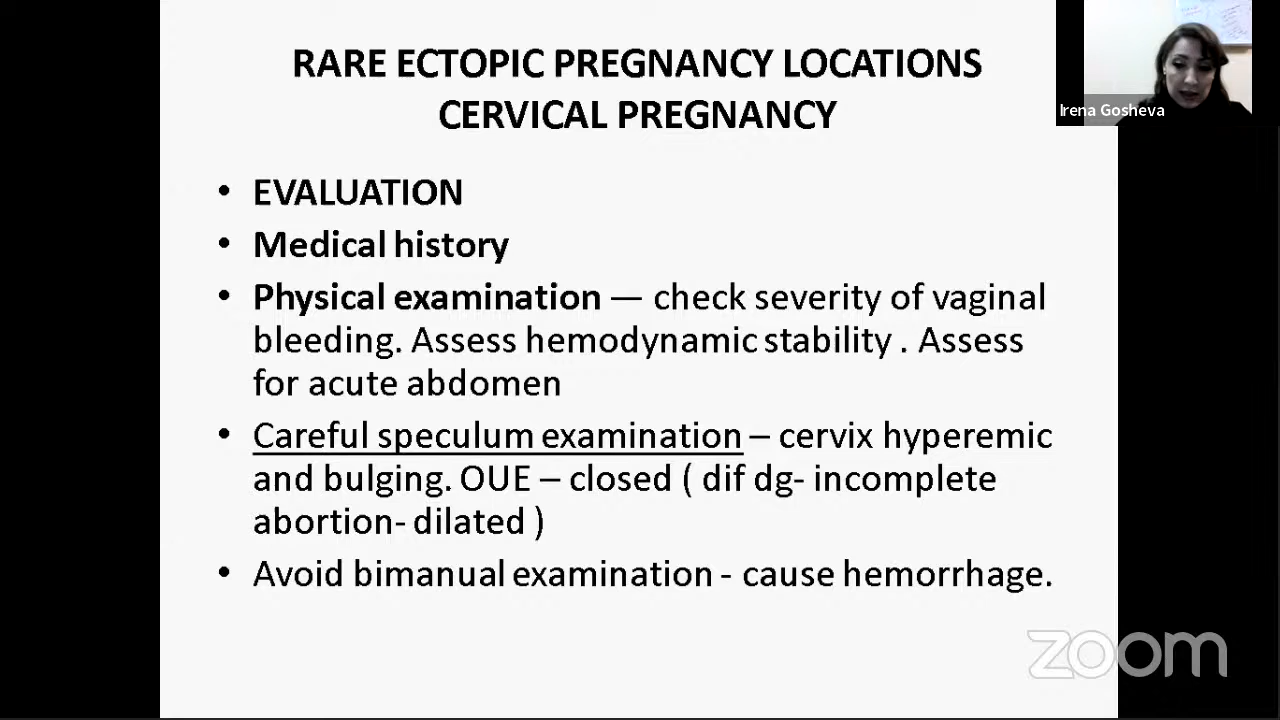 RARE ECTOPIC PREGNANCY LOCATIONS
CERVICAL PREGNANCY
Irena Gosheva
• EVALUATION
• Medical history
• Physical examination — check severity of vaginal
bleeding. Assess hemodynamic stability . Assess
for acute abdomen
• Careful speculum examination – cervix hyperemic
and bulging. OUE – closed ( dif dg- incomplete
abortion- dilated )
• Avoid bimanual examination - cause hemorrhage.
zoom